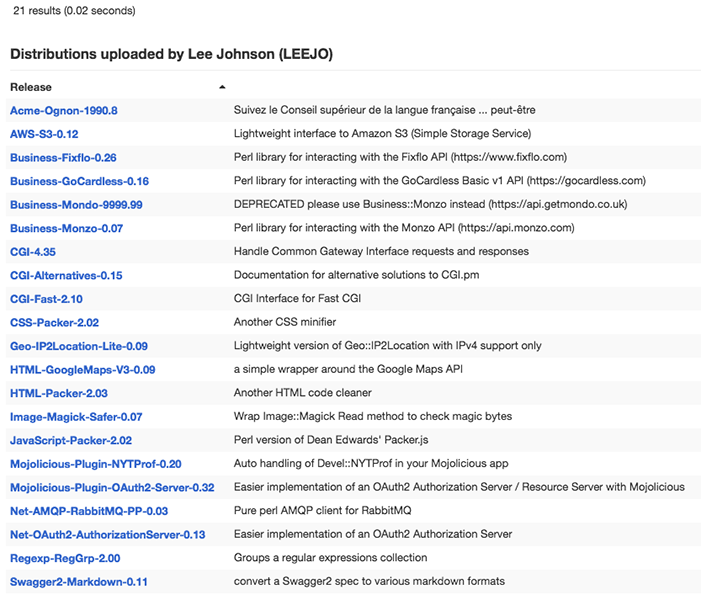 21 results (0.02 seconds)
Distributions uploaded by Lee Johnson (LEEJO)
Release
Acme-Ognon-1990.8 Suivez le Conseil supérieur de la langue française ... peut-être
AWS-S3-0.12 Lightweight interface to Amazon S3 (Simple Storage Service)
Business-Fixflo-0.26 Perl library for interacting with the Fixflo API (https://www.fixflo.com)
Business-GoCardless-0.16 Perl library for interacting with the GoCardless Basic v1 API (https://gocardless.com)
Business-Mondo-9999.99 DEPRECATED please use Business::Monzo instead (https://api.getmondo.co.uk)
Business-Monzo-0.07 Perl library for interacting with the Monzo API (https://api.monzo.com)
CGI-4.35 Handle Common Gateway Interface requests and responses
CGI-Alternatives-0.15 Documentation for alternative solutions to CGI.pm
CGI-Fast-2.10 CGI Interface for Fast CGI
CSS-Packer-2.02 Another CSS minifier
Geo-IP2Location-Lite-0.09 Lightweight version of Geo::IP2Location with IPv4 support only
HTML-GoogleMaps-V3-0.09 a simple wrapper around the Google Maps API
HTML-Packer-2.03 Another HTML code cleaner
Image-Magick-Safer-0.07 Wrap Image::Magick Read method to check magic bytes
JavaScript-Packer-2.02 Perl version of Dean Edwards' Packer.js
Mojolicious-Plugin-NYTProf-0.20 Auto handling of Devel::NYTProf in your Mojolicious app
Mojolicious-Plugin-OAuth2-Server-0.32 Easier implementation of an OAuth2 Authorization Server / Resource Server with Mojolicious
Net-AMQP-RabbitMQ-PP-0.03 Pure perl AMQP client for RabbitMQ
Net-OAuth2-AuthorizationServer-0.13 Easier implementation of an OAuth2 Authorization Server
Regexp-RegGrp-2.00 Groups a regular expressions collection
Swagger2-Markdown-0.11 convert a Swagger2 spec to various markdown formats